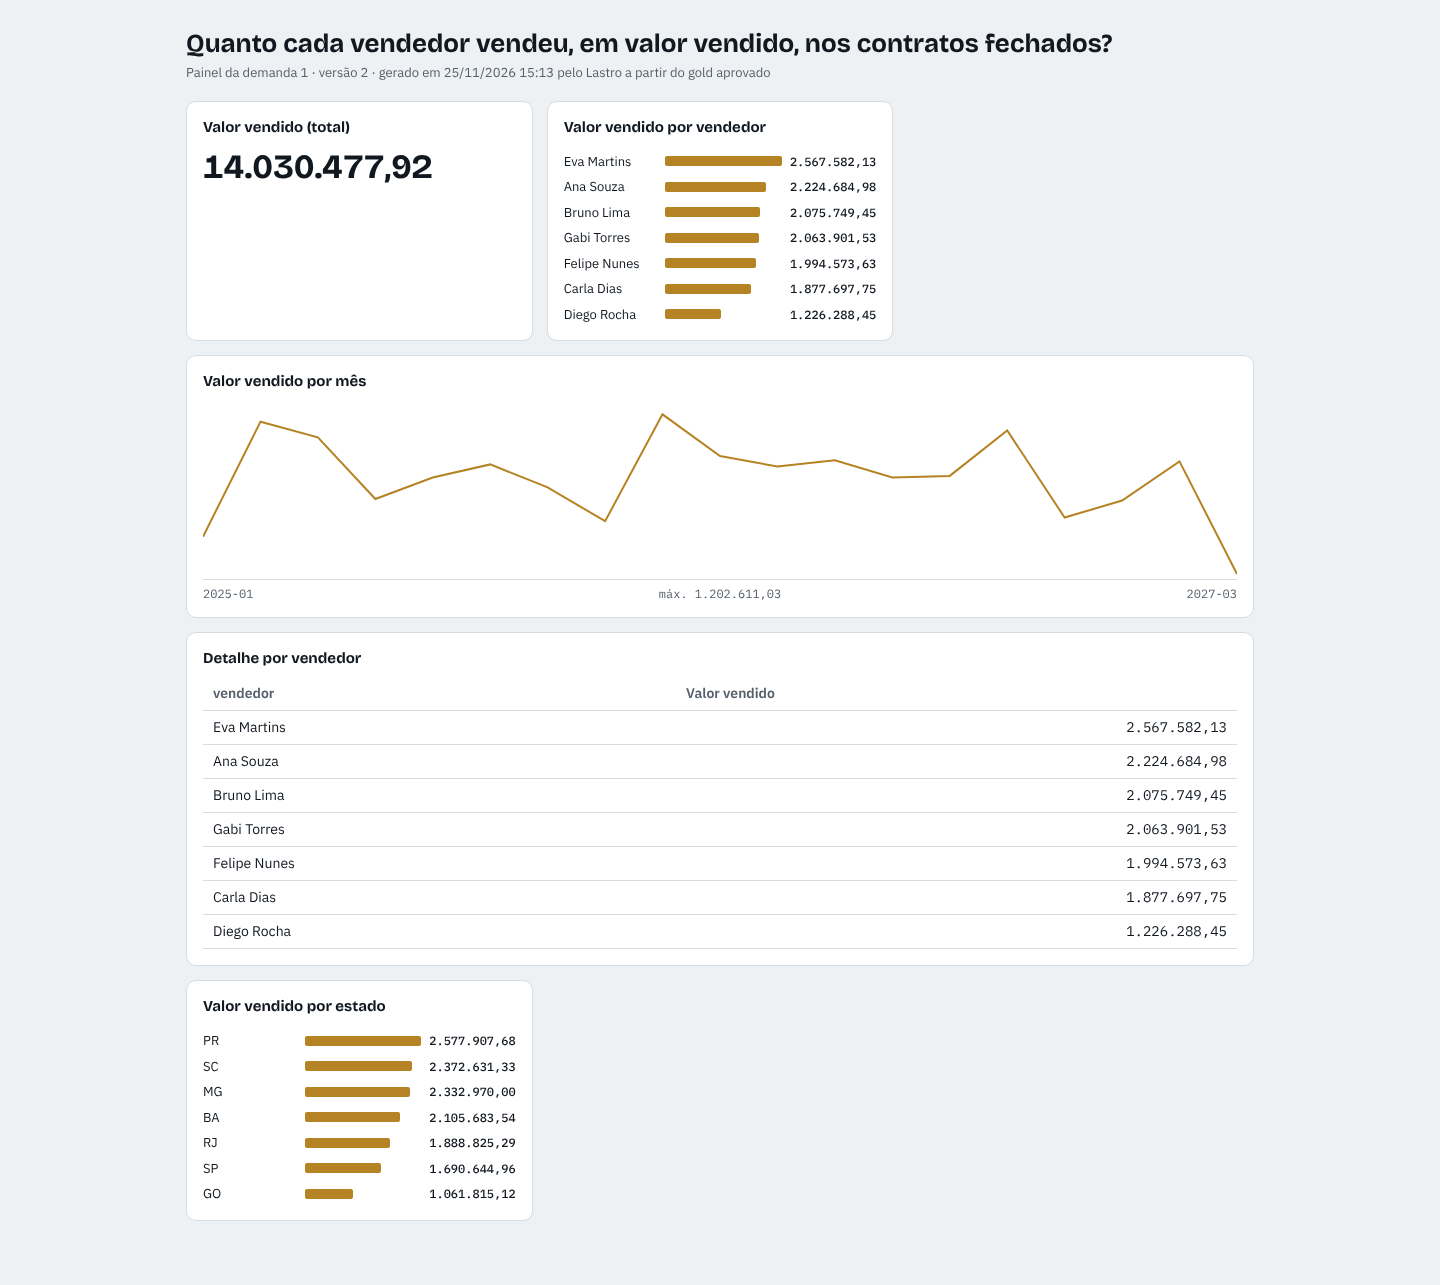 Quanto cada vendedor vendeu, em valor vendido, nos contratos fechados?
Painel da demanda 1 · versão 2 · gerado em 25/11/2026 15:13 pelo Lastro a partir do gold aprovado
Valor vendido (total)
14.030.477,92
Valor vendido por vendedor
Eva Martins 2.567.582,13
Ana Souza 2.224.684,98
Bruno Lima 2.075.749,45
Gabi Torres 2.063.901,53
Felipe Nunes 1.994.573,63
Carla Dias 1.877.697,75
Diego Rocha 1.226.288,45
Valor vendido por mês
2025-01 máx. 1.202.611,03 2027-03
Detalhe por vendedor
vendedor Valor vendido
Eva Martins 2.567.582,13
Ana Souza 2.224.684,98
Bruno Lima 2.075.749,45
Gabi Torres 2.063.901,53
Felipe Nunes 1.994.573,63
Carla Dias 1.877.697,75
Diego Rocha 1.226.288,45
Valor vendido por estado
PR 2.577.907,68
SC 2.372.631,33
MG 2.332.970,00
BA 2.105.683,54
RJ 1.888.825,29
SP 1.690.644,96
GO 1.061.815,12